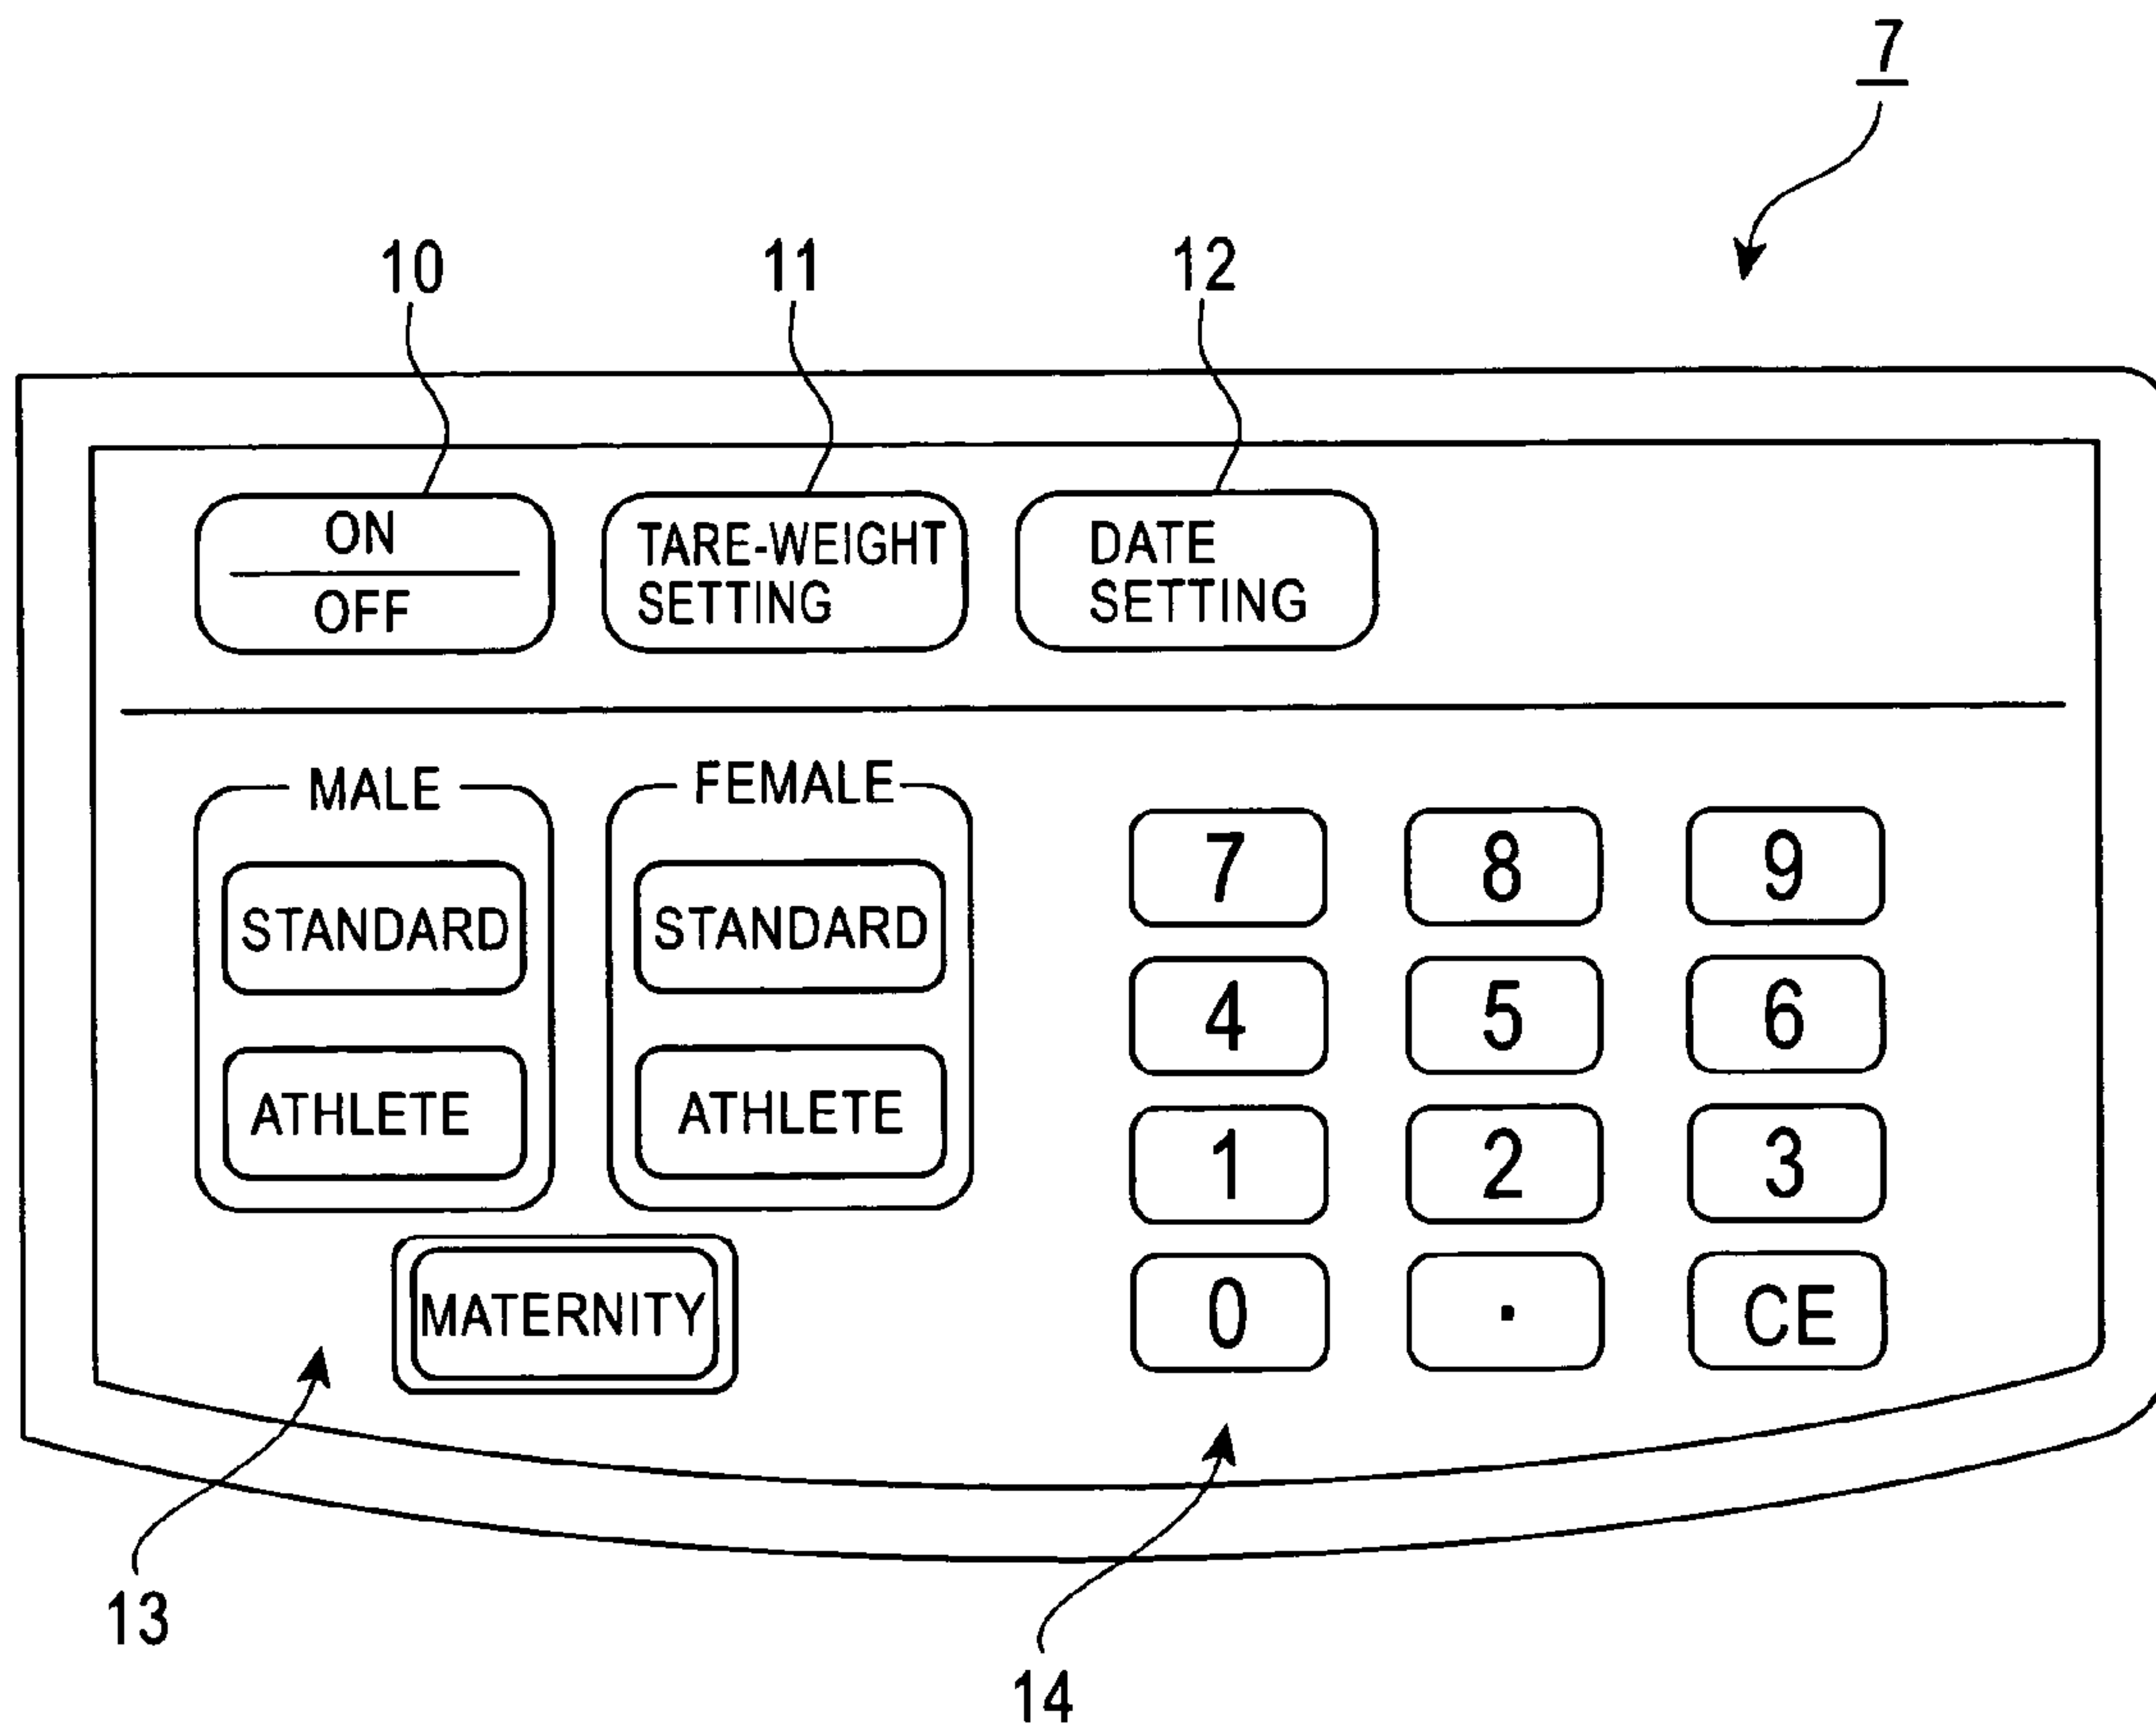 7
10 11 12
ON
OFF
TARE-WEIGHT
SETTING
DATE
SETTING
MALE
STANDARD
ATHLETE
FEMALE
STANDARD
ATHLETE
MATERNITY
7 8 9
4 5 6
1 2 3
0 . CE
13
14